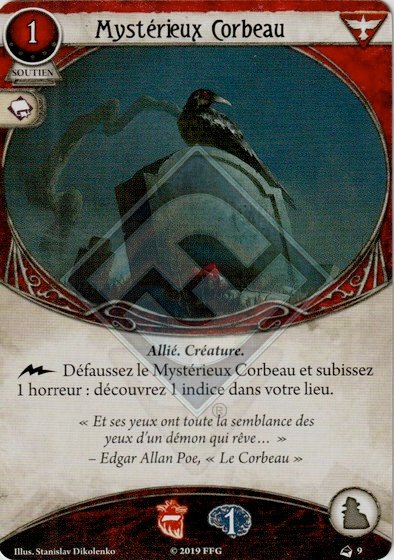 1
Mystérieux Corbeau
SOUTIEN
Allié. Créature.
Défaussez le Mystérieux Corbeau et subissez
1 horreur : découvrez 1 indice dans votre lieu.
®
« Et ses yeux ont toute la semblance des
yeux d'un démon qui rêve… »
– Edgar Allan Poe, « Le Corbeau »
1
Illus. Stanislav Dikolenko
© 2019 FFG
9